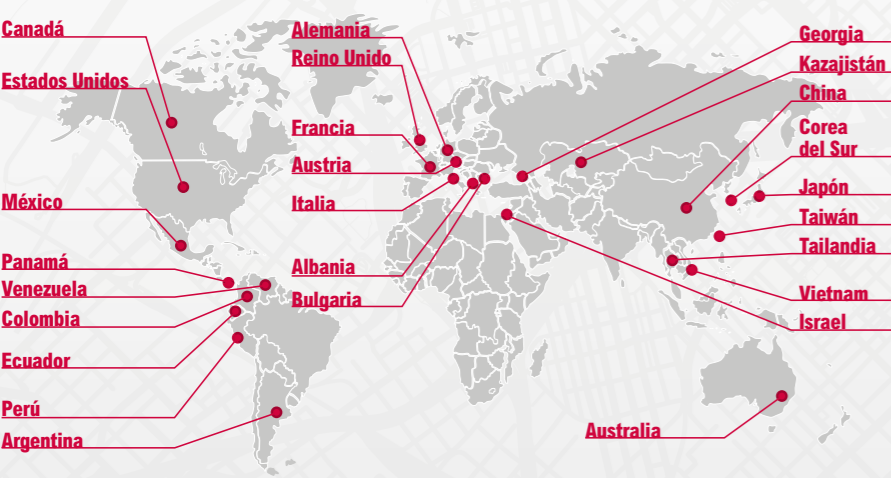 Canadá
Estados Unidos
México
Panamá
Venezuela
Colombia
Ecuador
Perú
Argentina
Alemania
Reino Unido
Francia
Austria
Italia
Albania
Bulgaria
Georgia
Kazajistán
China
Corea
del Sur
Japón
Taiwán
Tailandia
Vietnam
Israel
Australia